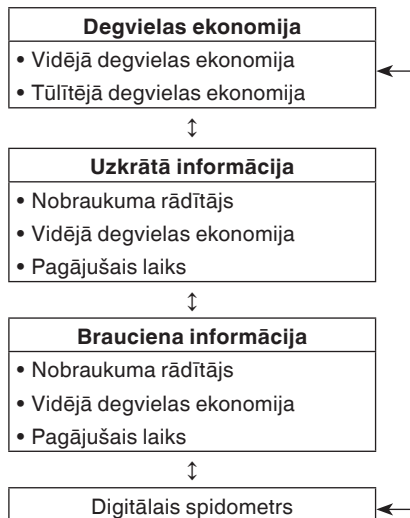 Degvielas ekonomija
• Vidējā degvielas ekonomija
• Tūlītējā degvielas ekonomija
Uzkrātā informācija
• Nobraukuma rādītājs
• Vidējā degvielas ekonomija
• Pagājušais laiks
Brauciena informācija
• Nobraukuma rādītājs
• Vidējā degvielas ekonomija
• Pagājušais laiks
Digitālais spidometrs